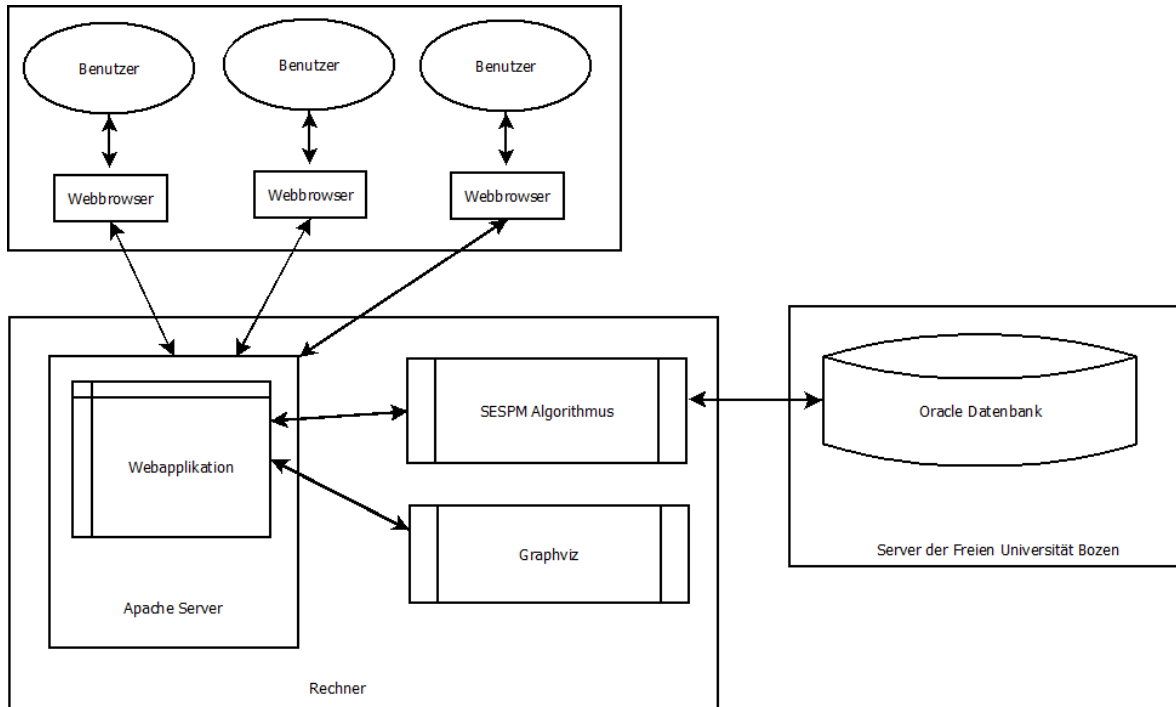 Benutzer
Benutzer
Benutzer
Webbrowser
Webbrowser
Webbrowser
SESPM Algorithmus
Oracle Datenbank
Webapplikation
Graphviz
Server der Freien Universität Bozen
Apache Server
Rechner